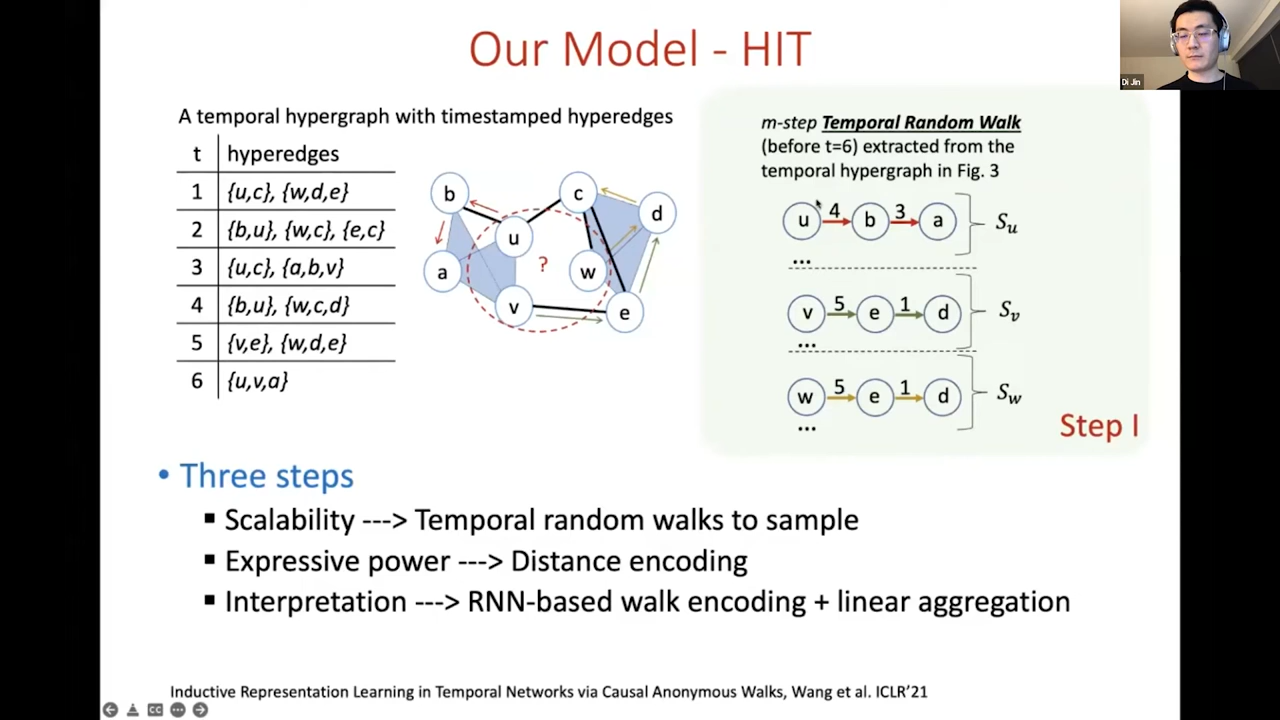 Our Model - HIT
Di Jin
A temporal hypergraph with timestamped hyperedges
t hyperedges
1 {u,c}, {w,d,e}
2 {b,u}, {w,c}, {e,c}
3 {u,c}, {a,b,v}
4 {b,u}, {w,c,d}
5 {v,e}, {w,d,e}
6 {u,v,a}
b
c
d
u
a
?
w
v
e
m-step Temporal Random Walk
(before t=6) extracted from the
temporal hypergraph in Fig. 3
u 4 b 3 a S_u
...
v 5 e 1 d S_v
...
w 5 e 1 d S_w
...
Step I
• Three steps
▪ Scalability ---> Temporal random walks to sample
▪ Expressive power ---> Distance encoding
▪ Interpretation ---> RNN-based walk encoding + linear aggregation
Inductive Representation Learning in Temporal Networks via Causal Anonymous Walks, Wang et al. ICLR'21
CC